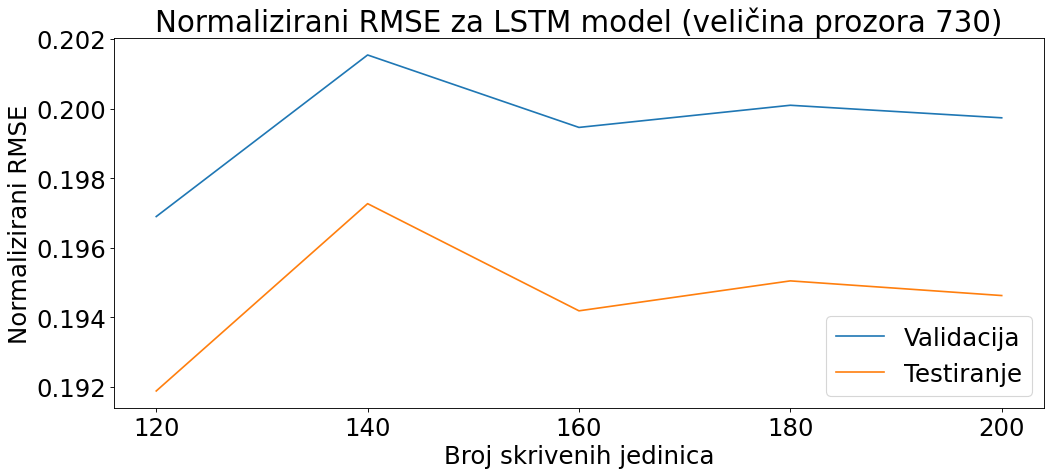 Normalizirani RMSE za LSTM model (veličina prozora 730)
Normalizirani RMSE
0.202
0.200
0.198
0.196
0.194
0.192
Validacija
Testiranje
120 140 160 180 200
Broj skrivenih jedinica